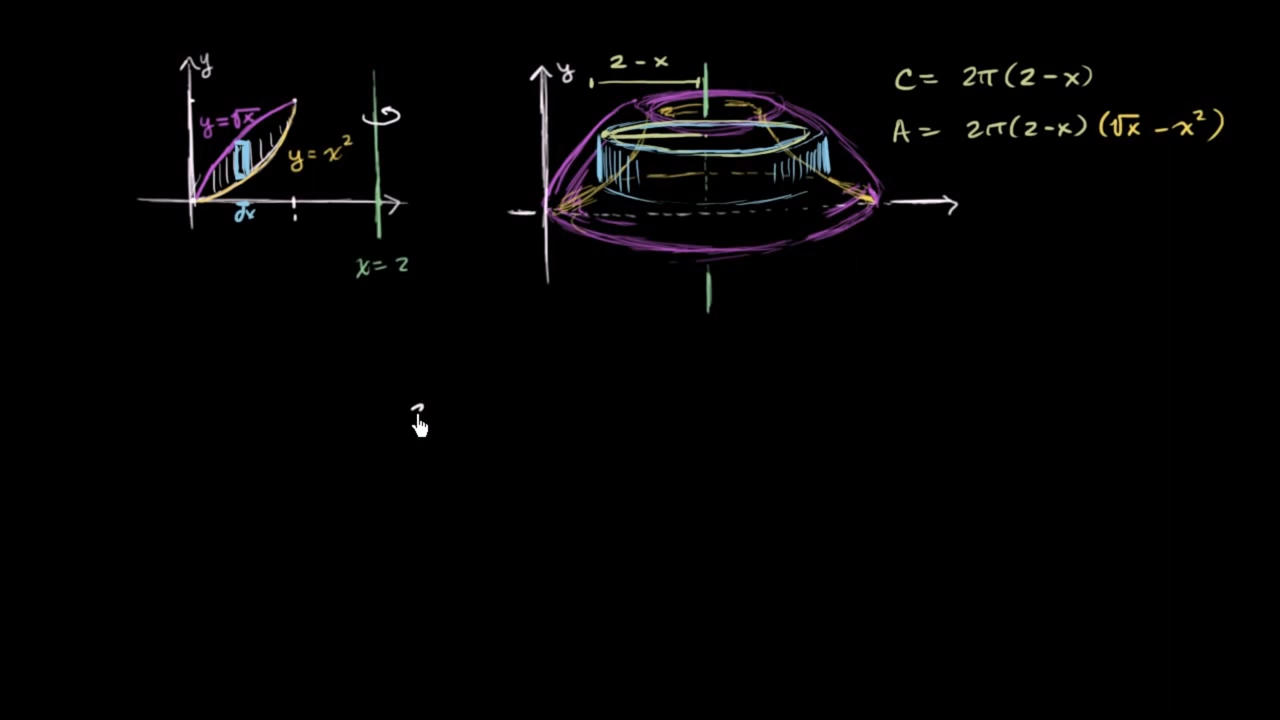 y
y = √x
y = x²
dx
x = 2
2 - x
y
C = 2π(2-x)
A = 2π(2-x)(√x - x²)